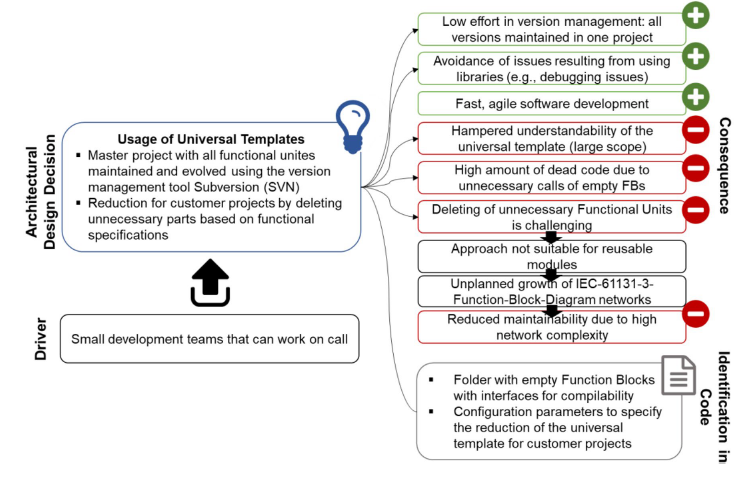 Low effort in version management: all
versions maintained in one project
Avoidance of issues resulting from using
libraries (e.g., debugging issues)
Fast, agile software development
Architectural
Design Decision
Usage of Universal Templates
▪ Master project with all functional unites
maintained and evolved using the version
management tool Subversion (SVN)
▪ Reduction for customer projects by deleting
unnecessary parts based on functional
specifications
Consequence
Hampered understandability of the
universal template (large scope)
High amount of dead code due to
unnecessary calls of empty FBs
Deleting of unnecessary Functional Units
is challenging
Approach not suitable for reusable
modules
Unplanned growth of IEC-61131-3-
Function-Block-Diagram networks
Reduced maintainability due to high
network complexity
Driver
Small development teams that can work on call
▪ Folder with empty Function Blocks
with interfaces for compilability
▪ Configuration parameters to specify
the reduction of the universal
template for customer projects
Identification in
Code